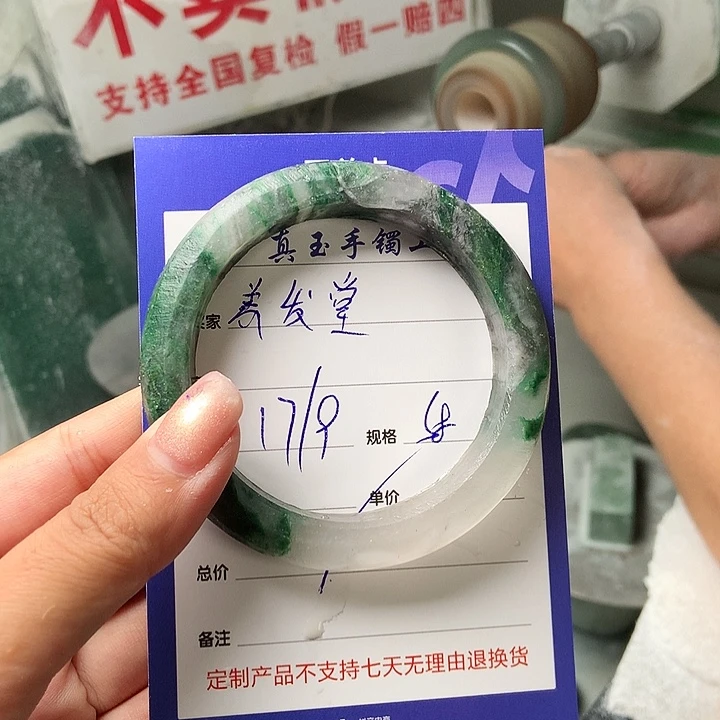 支持全国复检 假一赔四
真玉手镯
家 养发堂
17/9 规格
单价
总价 1
备注
定制产品不支持七天无理由退换货